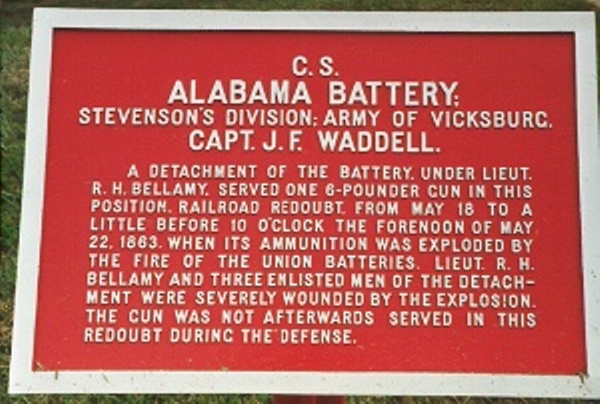 C. S.
ALABAMA BATTERY;
STEVENSON'S DIVISION; ARMY OF VICKSBURG.
CAPT. J. F. WADDELL.
A DETACHMENT OF THE BATTERY, UNDER LIEUT.
R. H. BELLAMY, SERVED ONE 6-POUNDER GUN IN THIS
POSITION, RAILROAD REDOUBT, FROM MAY 18 TO A
LITTLE BEFORE 10 O'CLOCK THE FORENOON OF MAY
22, 1863, WHEN ITS AMMUNITION WAS EXPLODED BY
THE FIRE OF THE UNION BATTERIES. LIEUT. R. H.
BELLAMY AND THREE ENLISTED MEN OF THE DETACH-
MENT WERE SEVERELY WOUNDED BY THE EXPLOSION.
THE GUN WAS NOT AFTERWARDS SERVED IN THIS
REDOUBT DURING THE DEFENSE.